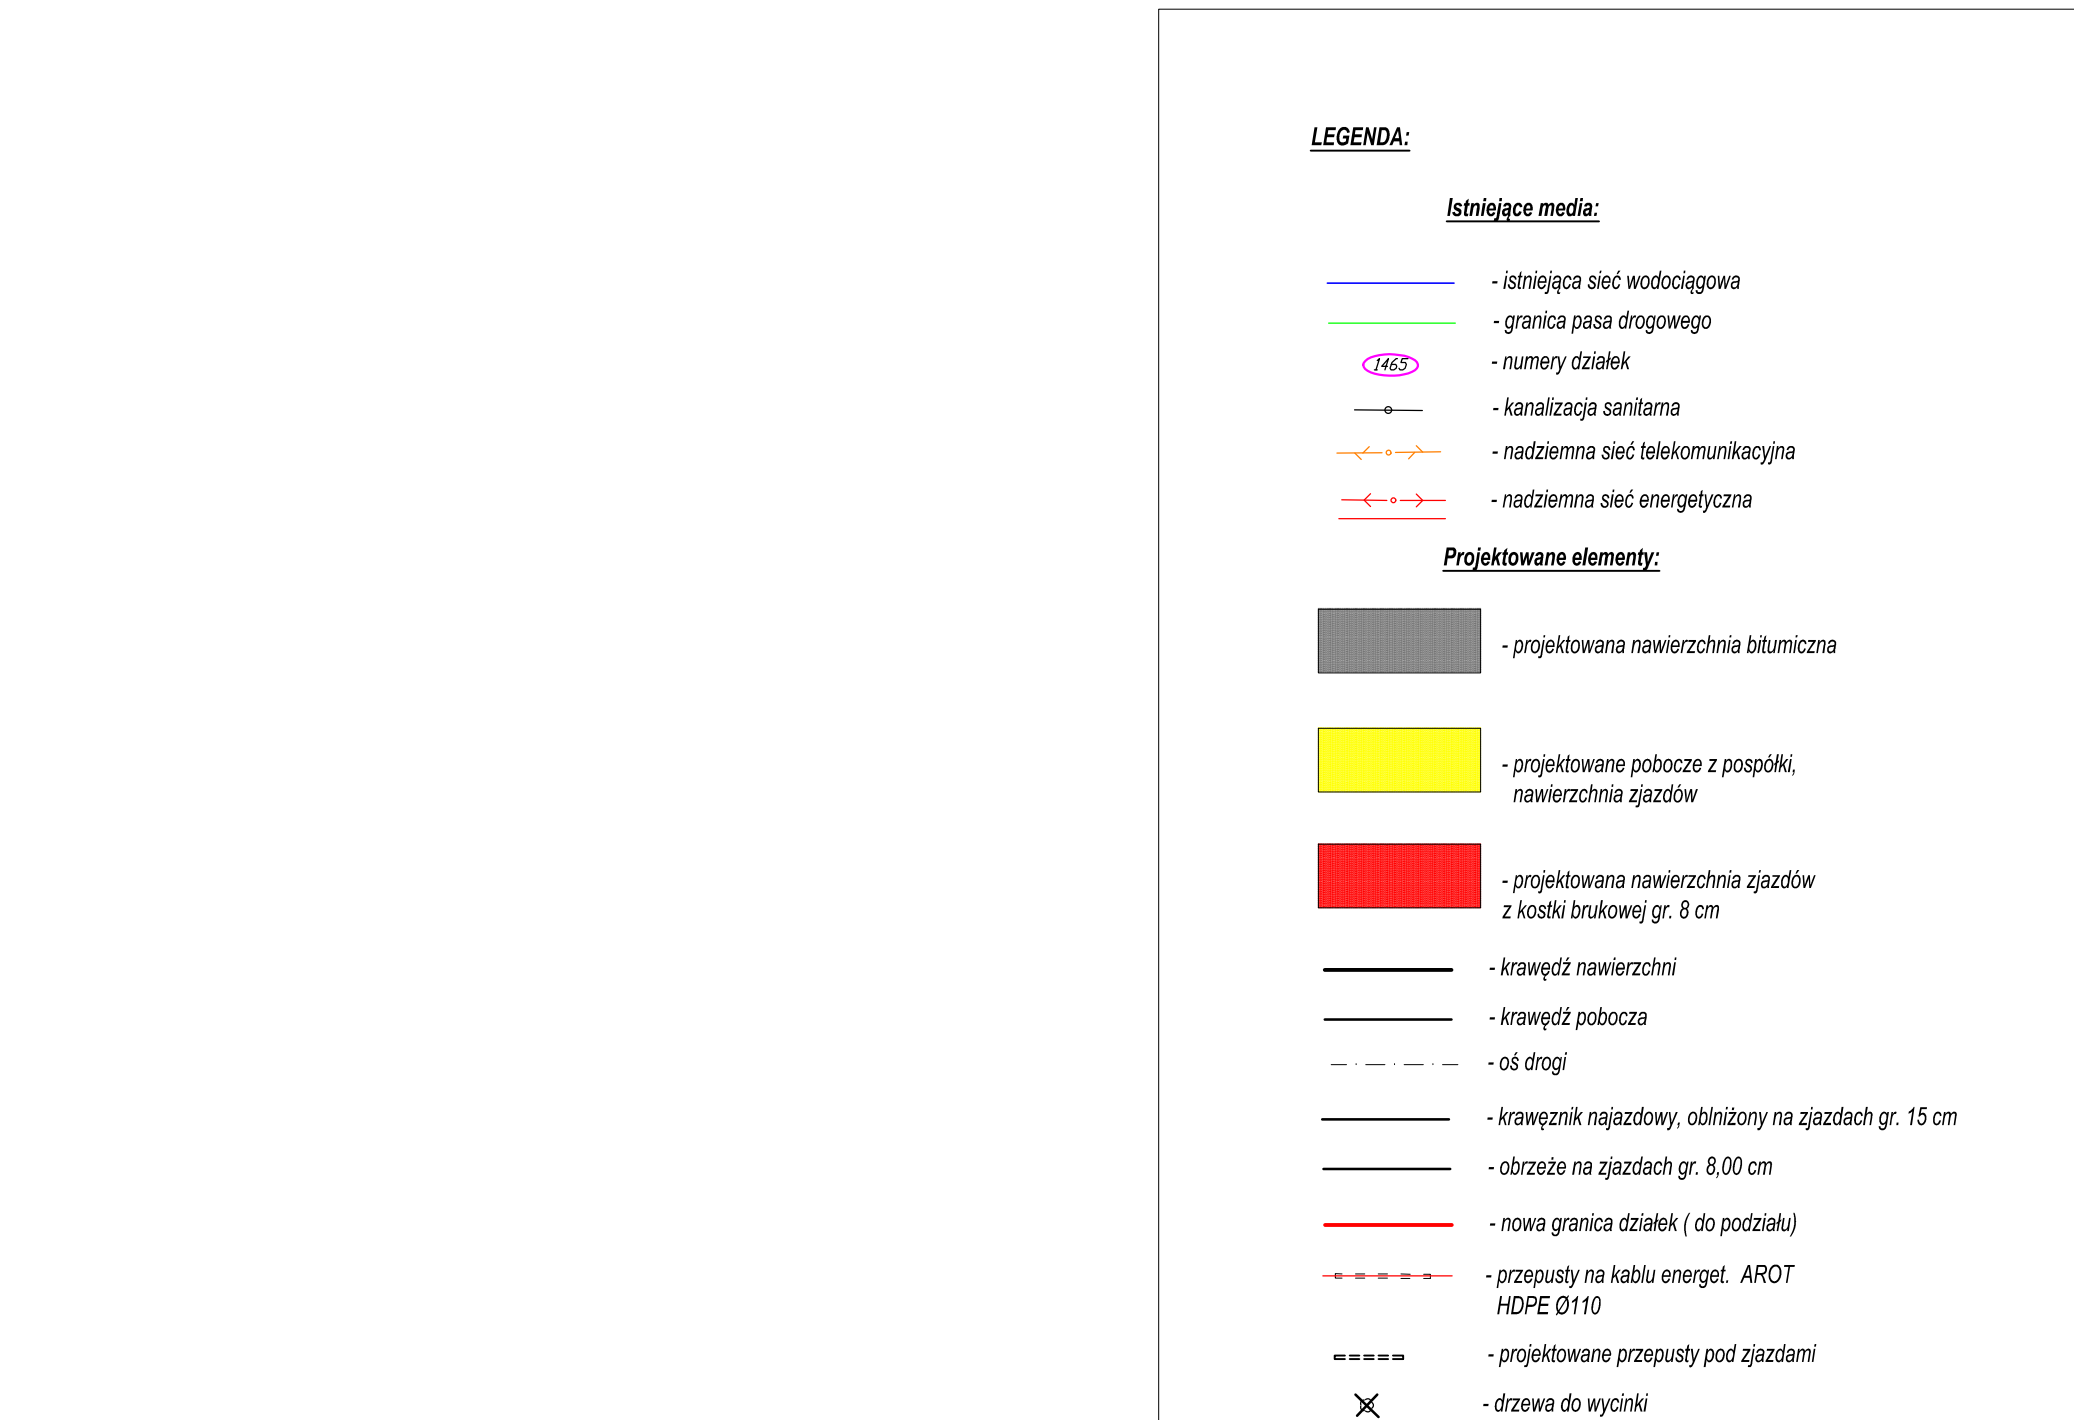 LEGENDA:
Istniejące media:
- istniejąca sieć wodociągowa
- granica pasa drogowego
1465 - numery działek
- kanalizacja sanitarna
- nadziemna sieć telekomunikacyjna
- nadziemna sieć energetyczna
Projektowane elementy:
- projektowana nawierzchnia bitumiczna
- projektowane pobocze z pospółki,
nawierzchnia zjazdów
- projektowana nawierzchnia zjazdów
z kostki brukowej gr. 8 cm
- krawędź nawierzchni
- krawędź pobocza
- oś drogi
- krawęznik najazdowy, oblniżony na zjazdach gr. 15 cm
- obrzeże na zjazdach gr. 8,00 cm
- nowa granica działek ( do podziału)
- przepusty na kablu energet. AROT
HDPE Ø110
- projektowane przepusty pod zjazdami
- drzewa do wycinki